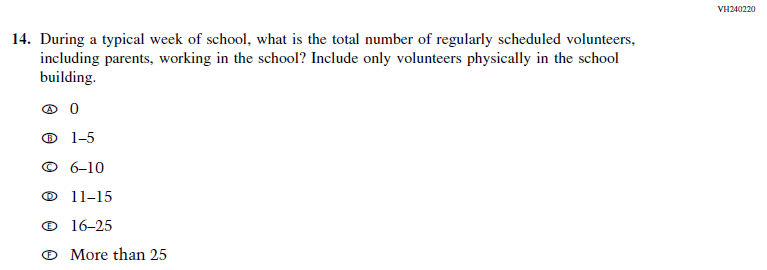 VH240220
14. During a typical week of school, what is the total number of regularly scheduled volunteers,
including parents, working in the school? Include only volunteers physically in the school
building.
Ⓐ 0
Ⓑ 1–5
Ⓒ 6–10
Ⓓ 11–15
Ⓔ 16–25
Ⓕ More than 25